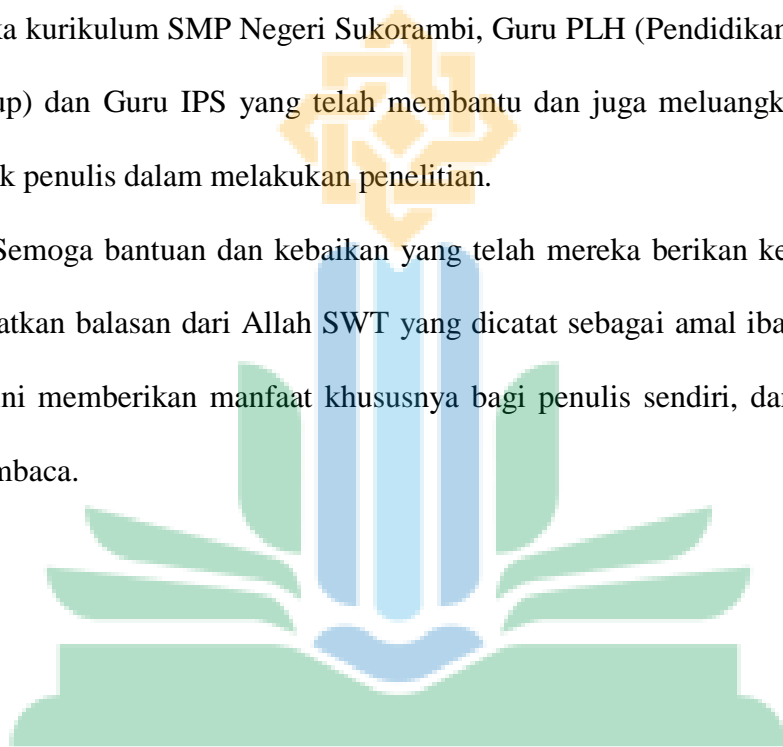 ka kurikulum SMP Negeri Sukorambi, Guru PLH (Pendidikan
up) dan Guru IPS yang telah membantu dan juga meluangk
k penulis dalam melakukan penelitian.
Semoga bantuan dan kebaikan yang telah mereka berikan ke
atkan balasan dari Allah SWT yang dicatat sebagai amal iba
ni memberikan manfaat khususnya bagi penulis sendiri, da
mbaca.